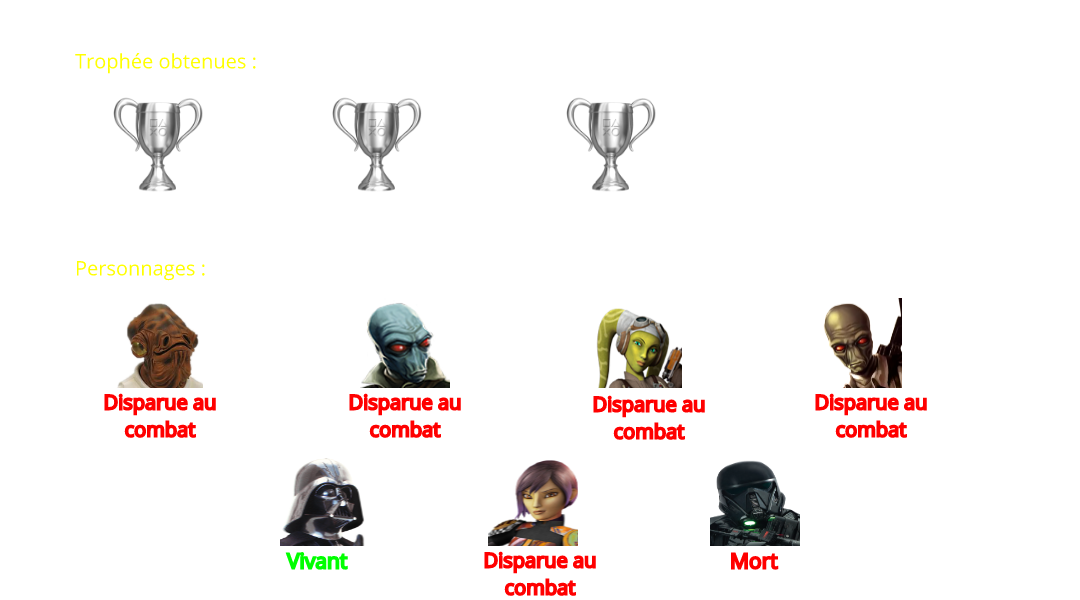 Trophée obtenues :
Personnages :
Disparue au
combat
Disparue au
combat
Disparue au
combat
Disparue au
combat
Vivant
Disparue au
combat
Mort